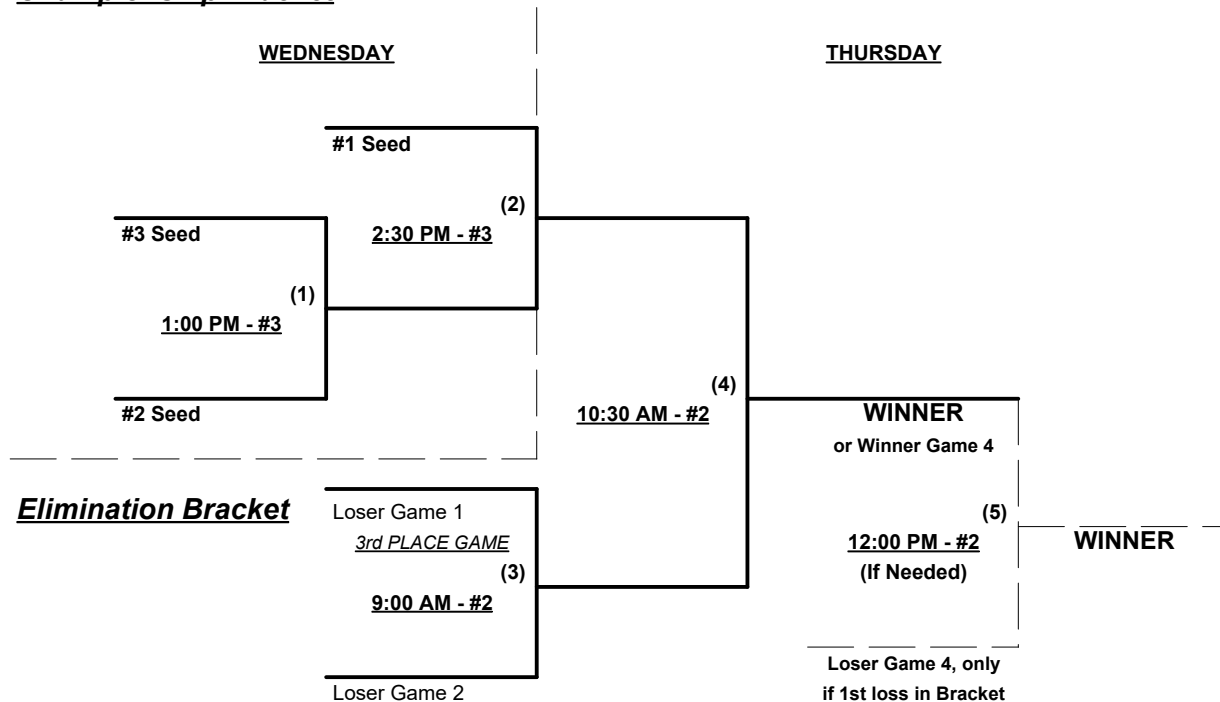 WEDNESDAY
THURSDAY
#1 Seed
(2)
2:30 PM - #3
#3 Seed
(1)
1:00 PM - #3
#2 Seed
(4)
10:30 AM - #2
WINNER
or Winner Game 4
Elimination Bracket
Loser Game 1
3rd PLACE GAME
(3)
9:00 AM - #2
Loser Game 2
(5)
12:00 PM - #2
(If Needed)
WINNER
Loser Game 4, only
if 1st loss in Bracket